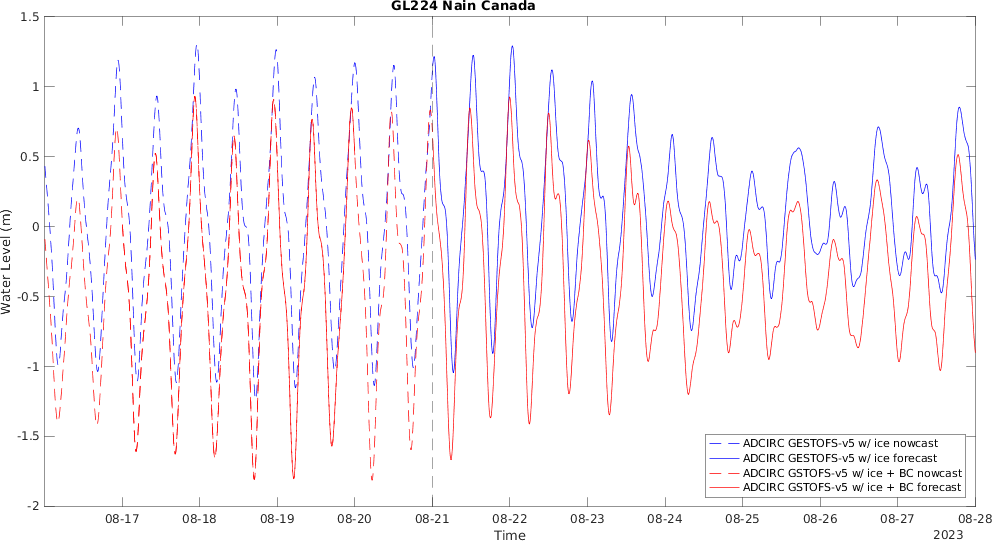 GL224 Nain Canada
1.5
1
0.5
0
-0.5
-1
-1.5
-2
Water Level (m)
ADCIRC GESTOFS-v5 w/ ice nowcast
ADCIRC GESTOFS-v5 w/ ice forecast
ADCIRC GSTOFS-v5 w/ ice + BC nowcast
ADCIRC GSTOFS-v5 w/ ice + BC forecast
08-17 08-18 08-19 08-20 08-21 08-22 08-23 08-24 08-25 08-26 08-27 08-28
Time
2023